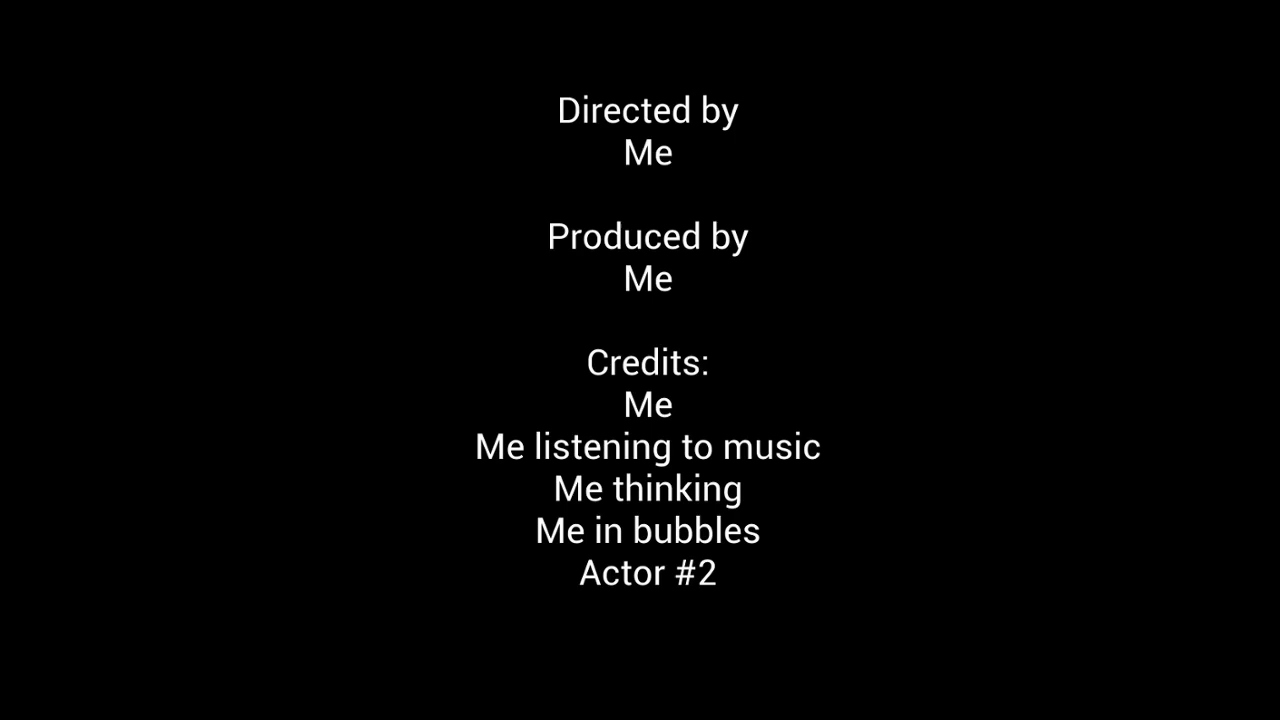 Directed by
Me
Produced by
Me
Credits:
Me
Me listening to music
Me thinking
Me in bubbles
Actor #2